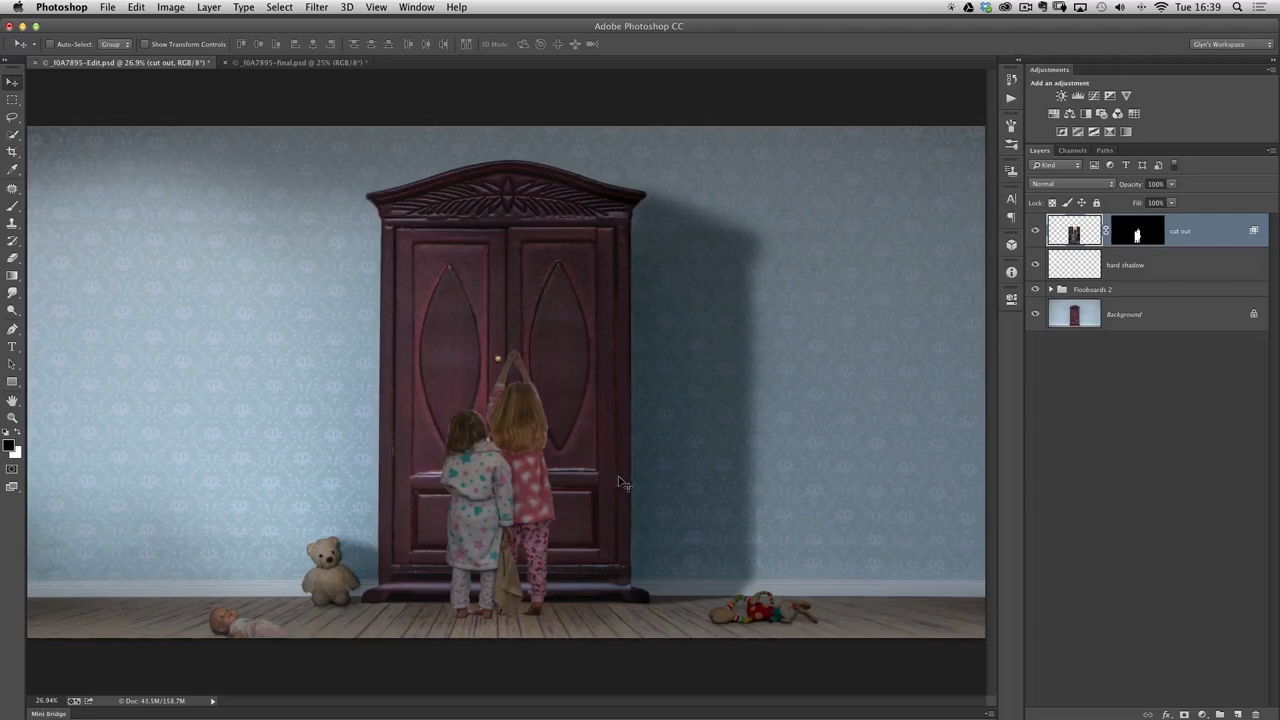 Photoshop File Edit Image Layer Type Select Filter 3D View Window Help Tue 16:39
Adobe Photoshop CC
Auto-Select: Group Show Transform Controls 3D Mode: Glyn's Workspace
× © _I0A7895-Edit.psd @ 26.9% (cut out, RGB/8*) * × © _I0A7895-final.psd @ 25% (RGB/8*) *
Adjustments
Add an adjustment
Layers Channels Paths
Kind
Normal Opacity: 100%
Lock: Fill: 100%
cut out
hard shadow
Flooboards 2
Background
26.94% © Doc: 43.5M/158.7M
Mini Bridge